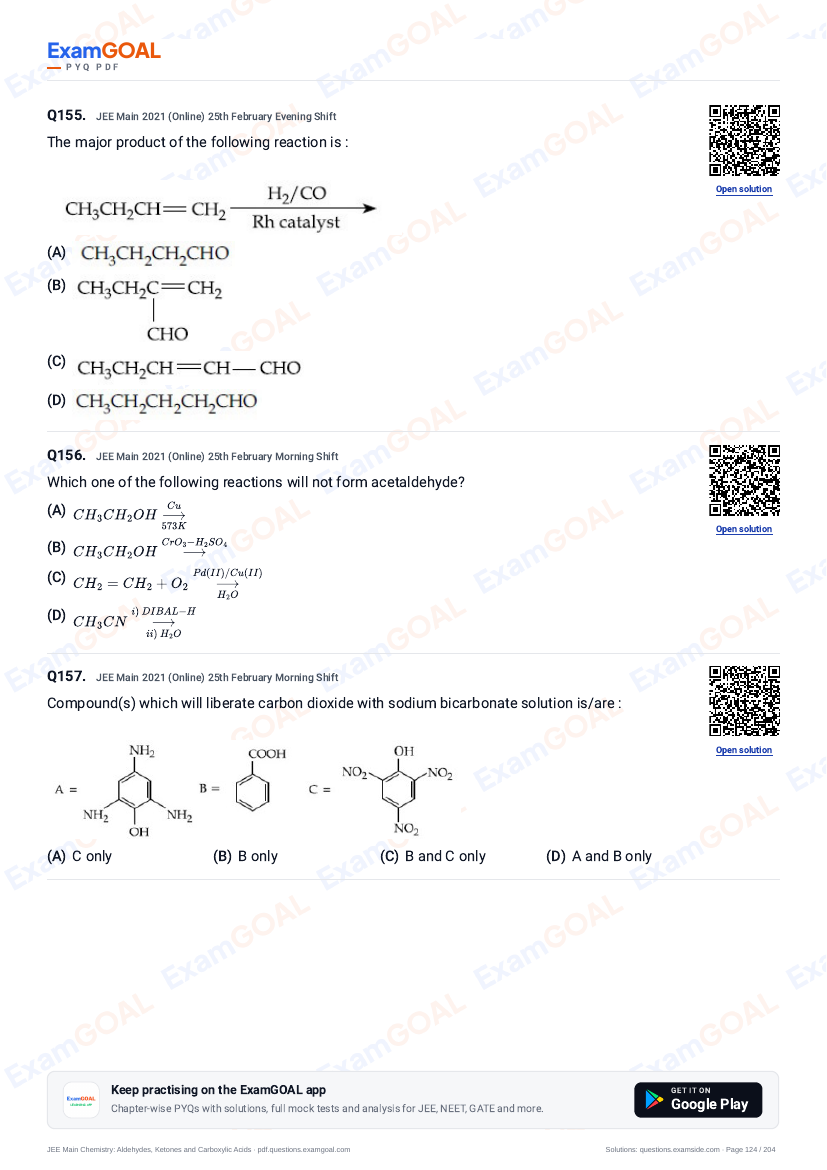 ExamGOAL
PYQ PDF
Q155. JEE Main 2021 (Online) 25th February Evening Shift
The major product of the following reaction is :
Open solution
CH₃CH₂CH═CH₂ H₂/CO
Rh catalyst
(A) CH₃CH₂CH₂CHO
(B) CH₃CH₂C═CH₂
CHO
(C) CH₃CH₂CH═CH—CHO
(D) CH₃CH₂CH₂CH₂CHO
Q156. JEE Main 2021 (Online) 25th February Morning Shift
Which one of the following reactions will not form acetaldehyde?
Open solution
(A) CH₃CH₂OH Cu → 573K
(B) CH₃CH₂OH CrO₃−H₂SO₄ →
(C) CH₂ = CH₂ + O₂ Pd(II)/Cu(II) → H₂O
(D) CH₃CN i) DIBAL−H → ii) H₂O
Q157. JEE Main 2021 (Online) 25th February Morning Shift
Compound(s) which will liberate carbon dioxide with sodium bicarbonate solution is/are :
Open solution
NH₂ COOH OH
NO₂ NO₂
A = B = C =
NH₂ NH₂
OH NO₂
(A) C only (B) B only (C) B and C only (D) A and B only
Keep practising on the ExamGOAL app
Chapter-wise PYQs with solutions, full mock tests and analysis for JEE, NEET, GATE and more.
GET IT ON
Google Play
JEE Main Chemistry: Aldehydes, Ketones and Carboxylic Acids · pdf.questions.examgoal.com
Solutions: questions.examside.com · Page 124 / 204